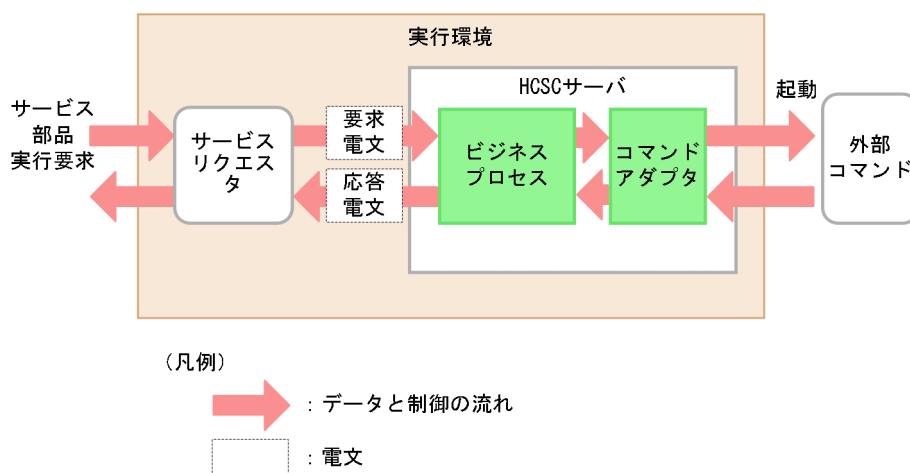 実行環境
HCSCサーバ
サービス
部品
実行要求
サービス
リクエス
タ
要求
電文
応答
電文
ビジネス
プロセス
コマンド
アダプタ
起動
外部
コマンド
（凡例）
：データと制御の流れ
：電文